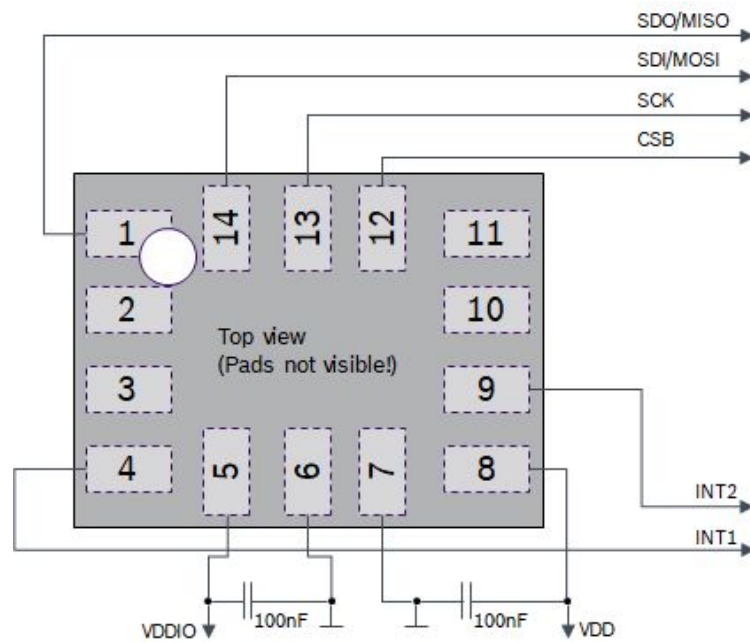 SDO/MISO
SDI/MOSI
SCK
CSB
1
14
13
12
11
2
10
Top view
(Pads not visible!)
3
9
4
5
6
7
8
INT2
INT1
100nF
100nF
VDDIO
VDD